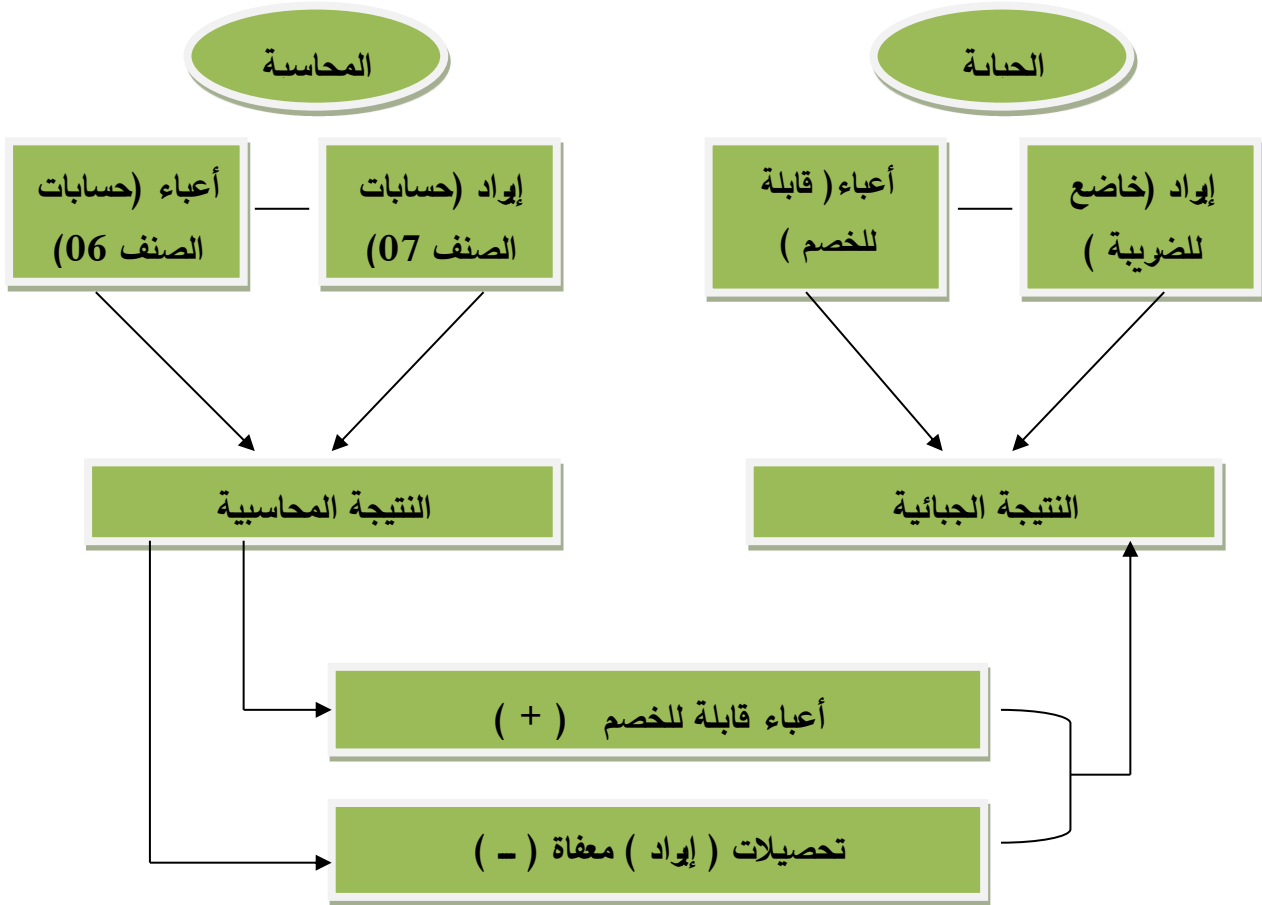 المحاسبة
الجباية
إيراد (خاضع
للضريبة )
أعباء( قابلة
للخصم )
إيراد (حسابات
الصنف 07)
أعباء (حسابات
الصنف 06)
النتيجة الجبائية
النتيجة المحاسبية
أعباء قابلة للخصم ( + )
تحصيلات ( إيراد ) معفاة ( – )